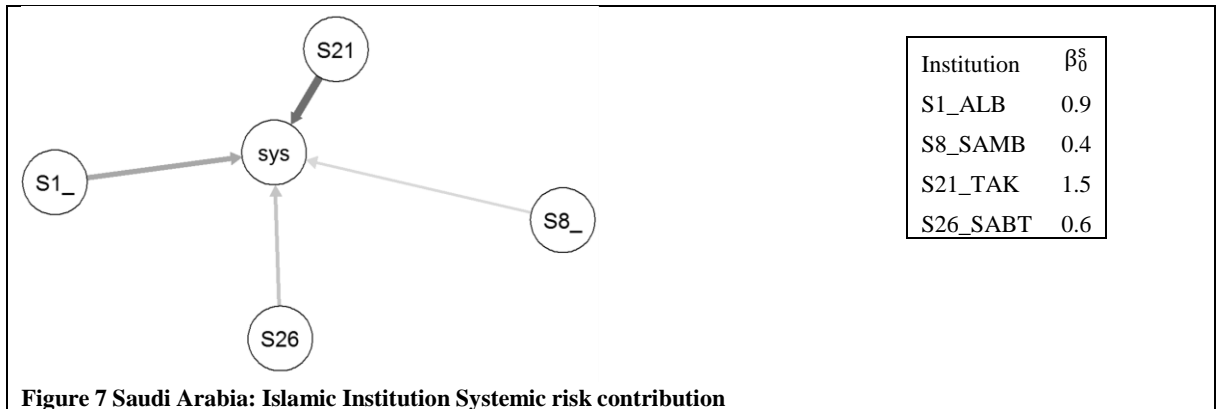 S21
sys
S1_
S8_
S26
Institution β₀ˢ
S1_ALB 0.9
S8_SAMB 0.4
S21_TAK 1.5
S26_SABT 0.6
Figure 7 Saudi Arabia: Islamic Institution Systemic risk contribution